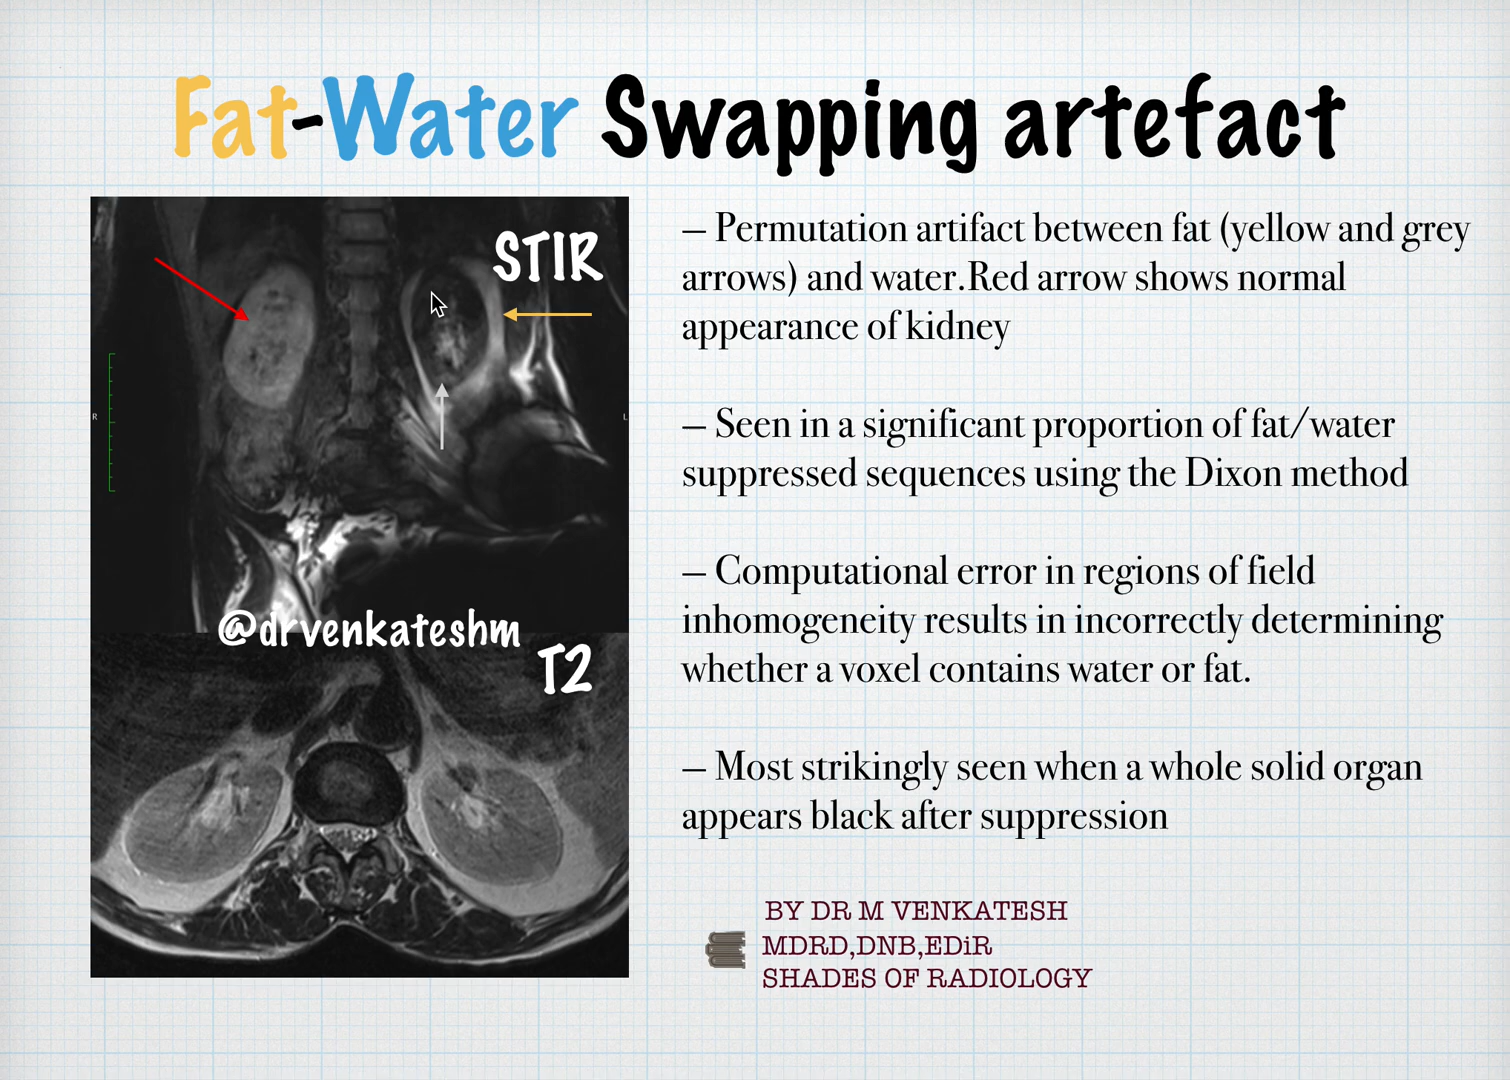 Fat-Water Swapping artefact
STIR
R
L
@drvenkateshm
T2
– Permutation artifact between fat (yellow and grey
arrows) and water.Red arrow shows normal
appearance of kidney
– Seen in a significant proportion of fat/water
suppressed sequences using the Dixon method
– Computational error in regions of field
inhomogeneity results in incorrectly determining
whether a voxel contains water or fat.
– Most strikingly seen when a whole solid organ
appears black after suppression
BY DR M VENKATESH
MDRD,DNB,EDiR
SHADES OF RADIOLOGY